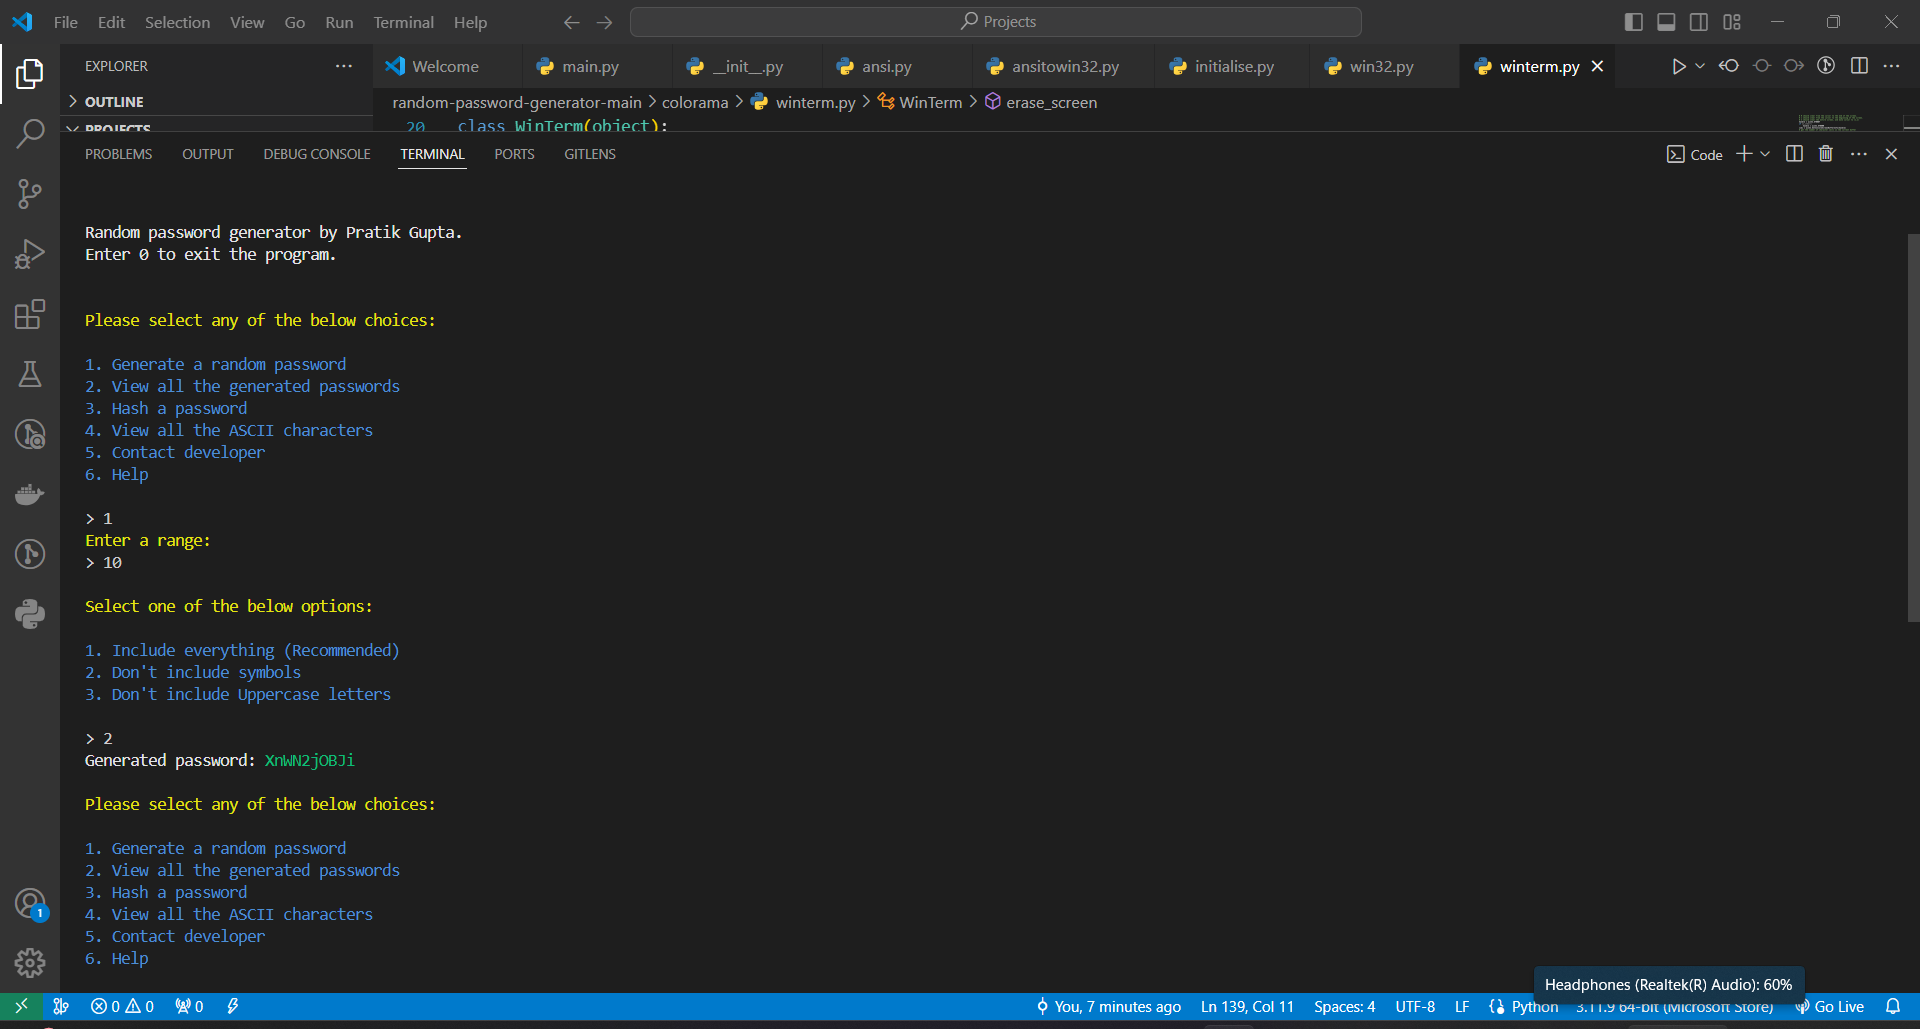 File Edit Selection View Go Run Terminal Help Projects
EXPLORER
Welcome main.py __init__.py ansi.py ansitowin32.py initialise.py win32.py winterm.py
OUTLINE
random-password-generator-main > colorama > winterm.py > WinTerm > erase_screen
PROJECTS
20 class WinTerm(object):
PROBLEMS OUTPUT DEBUG CONSOLE TERMINAL PORTS GITLENS Code
Random password generator by Pratik Gupta.
Enter 0 to exit the program.
Please select any of the below choices:
1. Generate a random password
2. View all the generated passwords
3. Hash a password
4. View all the ASCII characters
5. Contact developer
6. Help
> 1
Enter a range:
> 10
Select one of the below options:
1. Include everything (Recommended)
2. Don't include symbols
3. Don't include Uppercase letters
> 2
Generated password: XnWN2jOBJi
Please select any of the below choices:
1. Generate a random password
2. View all the generated passwords
3. Hash a password
4. View all the ASCII characters
5. Contact developer
6. Help
1
Headphones (Realtek(R) Audio): 60%
0 0 0 You, 7 minutes ago Ln 139, Col 11 Spaces: 4 UTF-8 LF Python 3.11.9 64-bit (Microsoft Store) Go Live